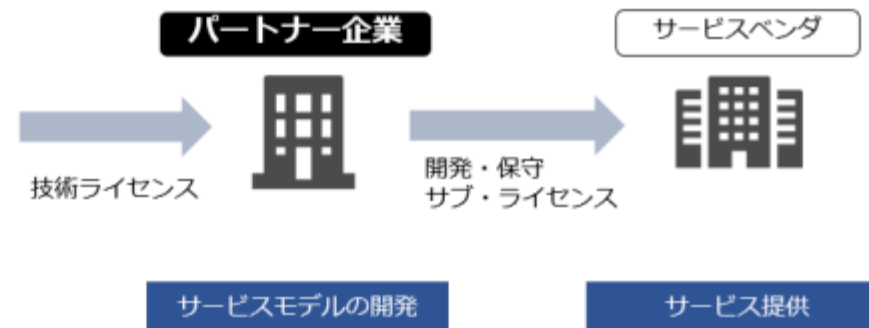 パートナー企業
サービスベンダ
技術ライセンス
開発・保守
サブ・ライセンス
サービスモデルの開発
サービス提供